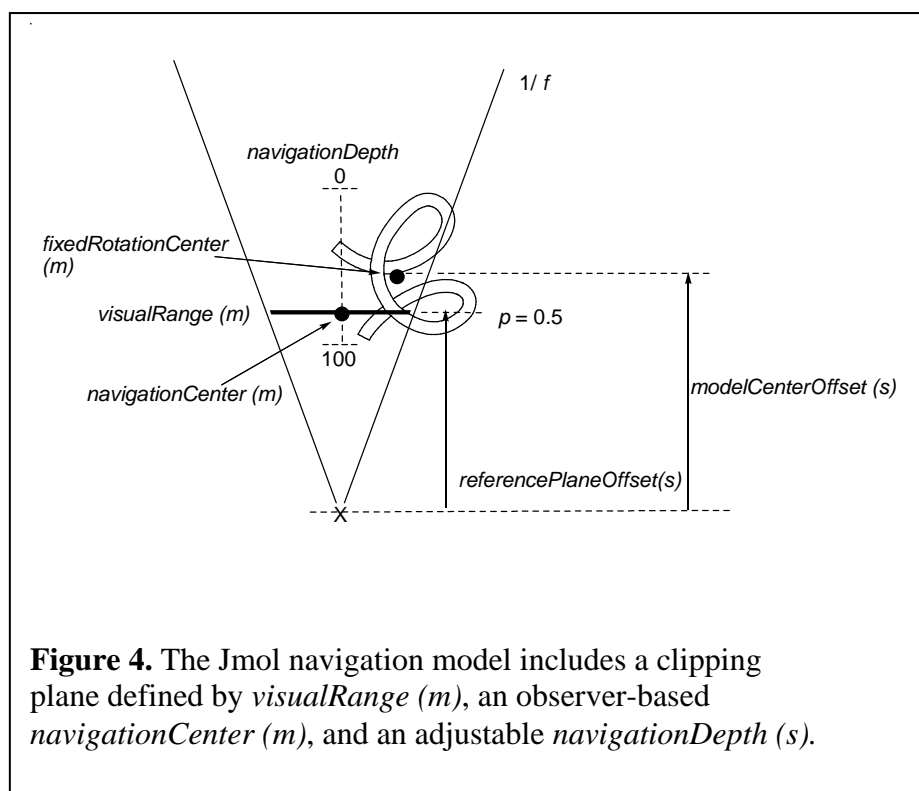 1/ f
navigationDepth
0
fixedRotationCenter
(m)
visualRange (m)
p = 0.5
100
navigationCenter (m)
modelCenterOffset (s)
referencePlaneOffset(s)
X
Figure 4. The Jmol navigation model includes a clipping
plane defined by visualRange (m), an observer-based
navigationCenter (m), and an adjustable navigationDepth (s).